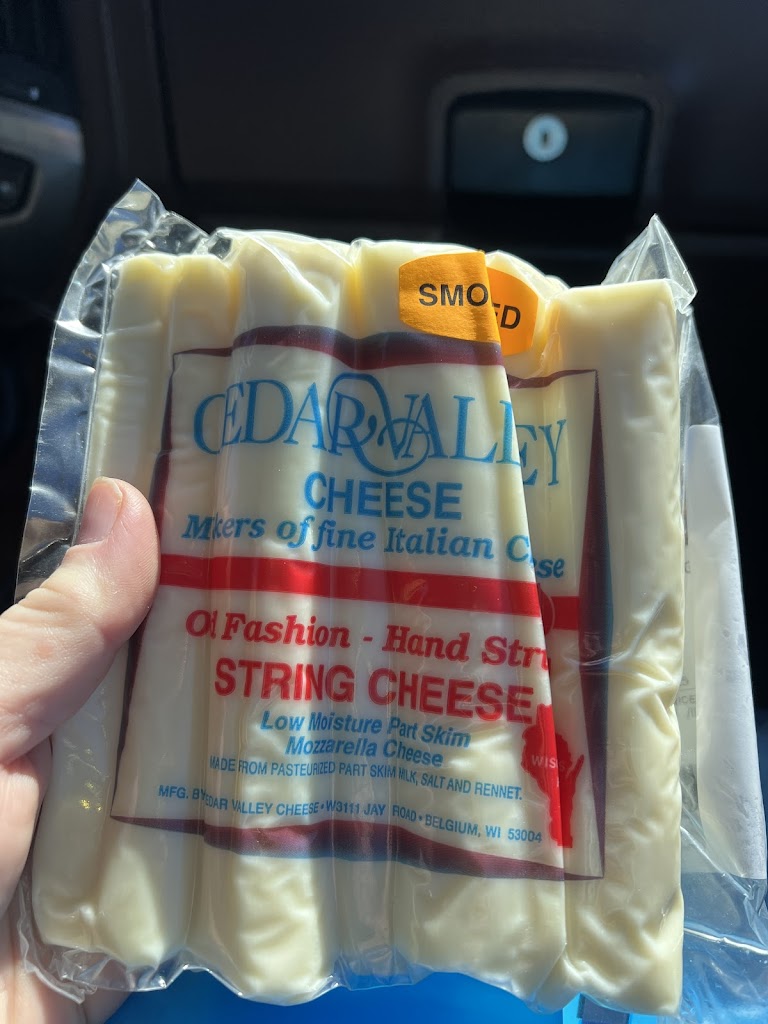 SMO ED
CEDAR VALLEY
CHEESE
M kers of fine Italian C se
Ol Fashion - Hand Str
STRING CHEESE
Low Moisture Part Skim
Mozzarella Cheese
MADE FROM PASTEURIZED PART SKIM MILK, SALT AND RENNET.
MFG. B EDAR VALLEY CHEESE • W3111 JAY ROAD • BELGIUM, WI 53004
WIS